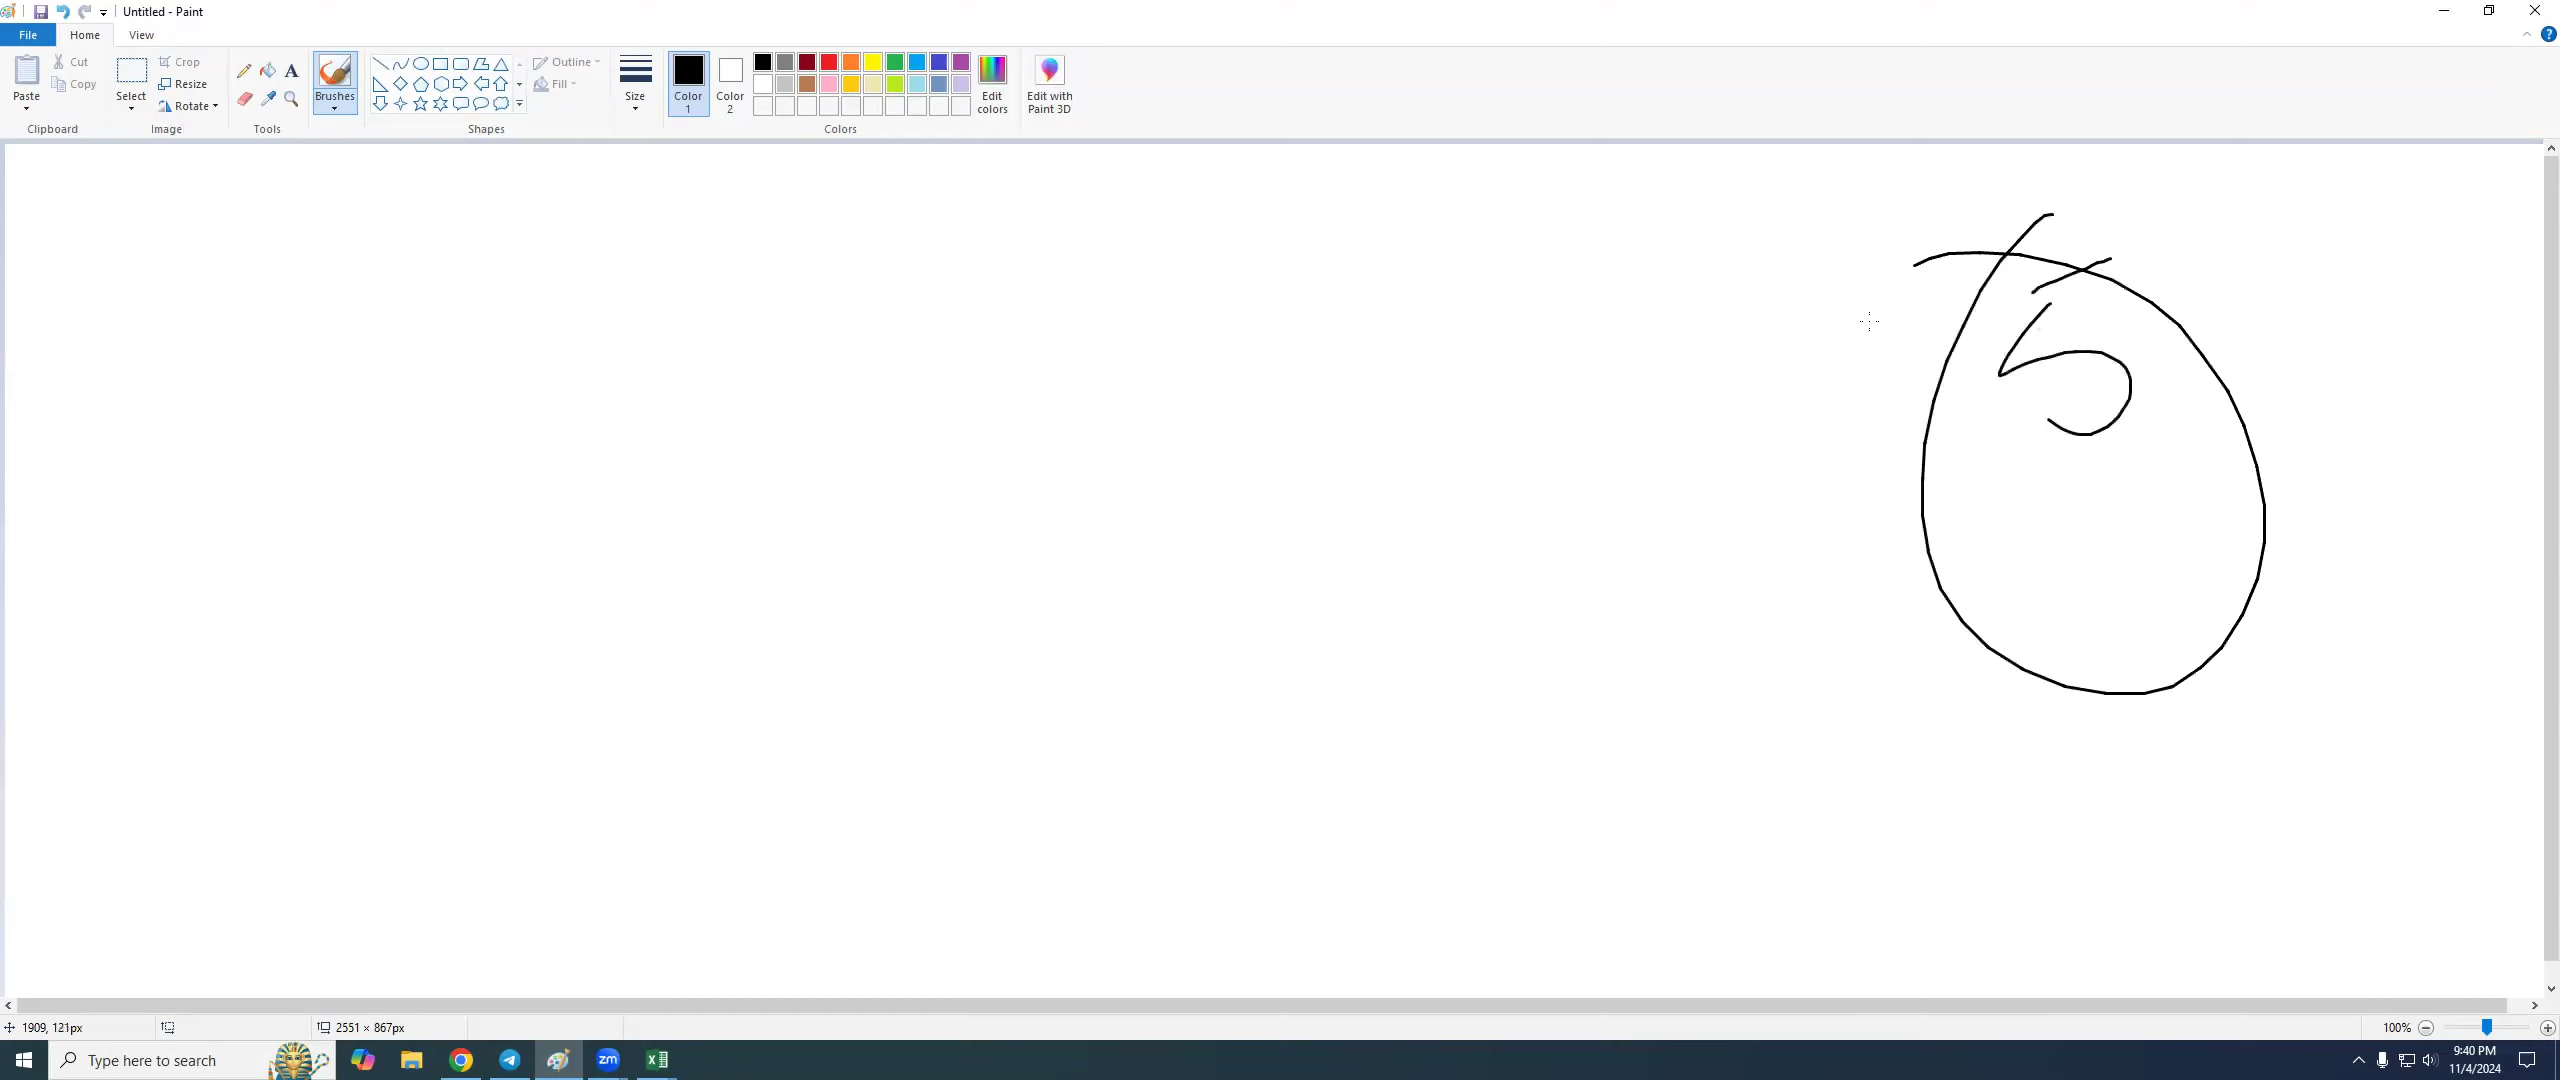 Untitled - Paint
File Home View
Paste
Cut
Copy
Clipboard
Select
Crop
Resize
Rotate
Image
Tools
Brushes
Shapes
Outline
Fill
Size
Color 1
Color 2
Colors
Edit colors
Edit with Paint 3D
5
1909, 121px
2551 × 867px
100%
Type here to search
zm
9:40 PM
11/4/2024